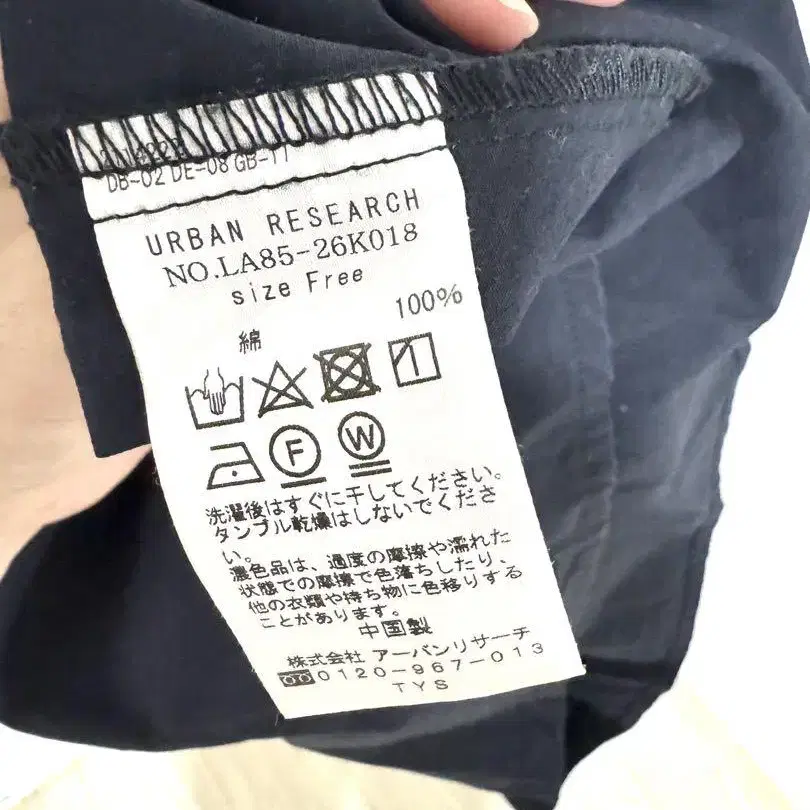 DB-02 DE-08 GB-11
URBAN RESEARCH
NO.LA85-26K018
size Free
100%
綿
F W
洗濯後はすぐに干してください。
タンブル乾燥はしないでくださ
い。
濃色品は、過度の摩擦や濡れた
状態での摩擦で色落ちしたり、
他の衣類や持ち物に色移りする
ことがあります。
中国製
株式会社 アーバンリサーチ
0120-967-013
TYS